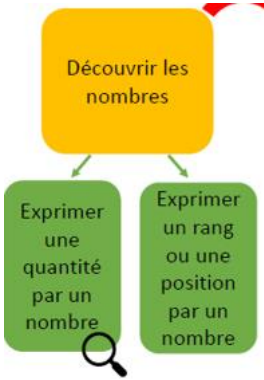 Découvrir les
nombres
Exprimer
une
quantité
par un
nombre
Exprimer
un rang
ou une
position
par un
nombre